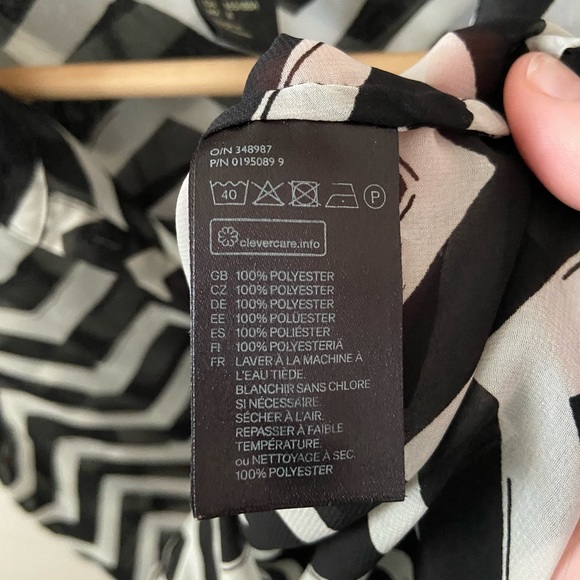 O/N 348987
P/N 0195089 9
40 P
clevercare.info
GB 100% POLYESTER
CZ 100% POLYESTER
DE 100% POLYESTER
EE 100% POLÜESTER
ES 100% POLIÉSTER
FI 100% POLYESTERIÄ
FR LAVER À LA MACHINE À
L'EAU TIÈDE.
BLANCHIR SANS CHLORE
SI NÉCESSAIRE.
SÉCHER À L'AIR.
REPASSER À FAIBLE
TEMPÉRATURE.
ou NETTOYAGE À SEC.
100% POLYESTER